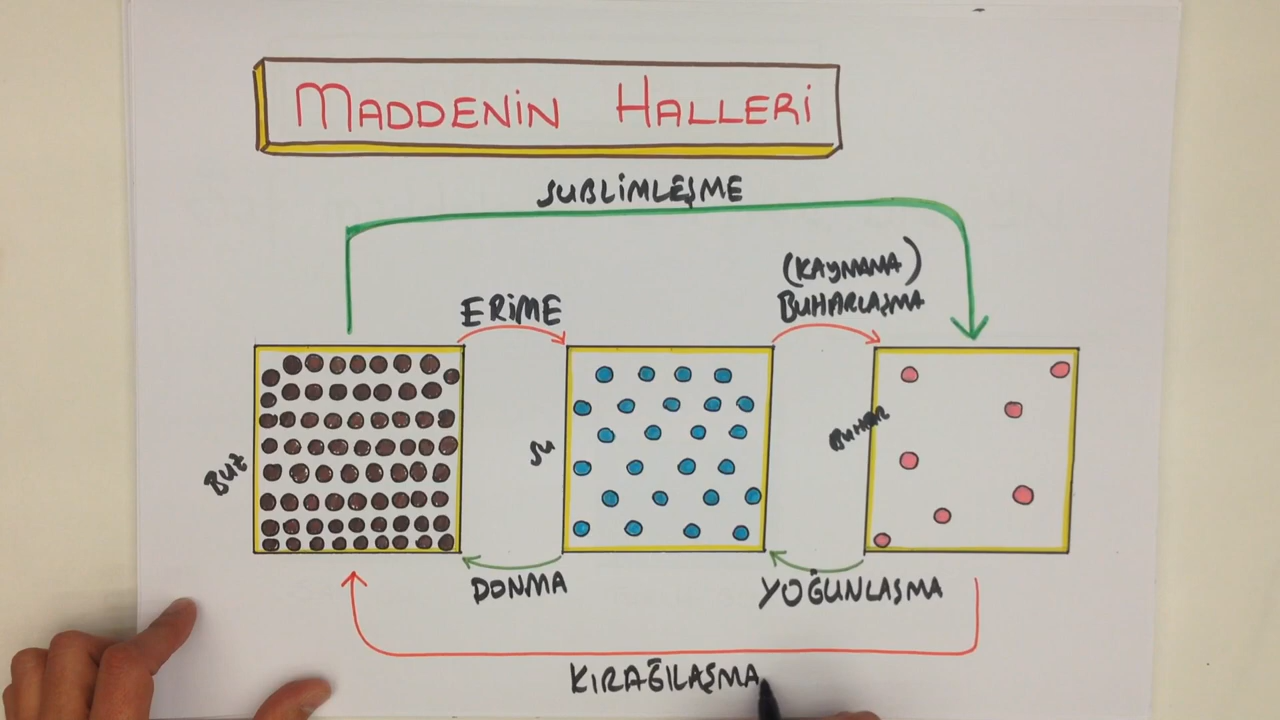 MADDENİN HALLERİ
SUBLİMLEŞME
(KAYNAMA)
BUHARLAŞMA
ERİME
BUZ
SU
BUHAR
DONMA
YOĞUNLAŞMA
KIRAĞILAŞMA